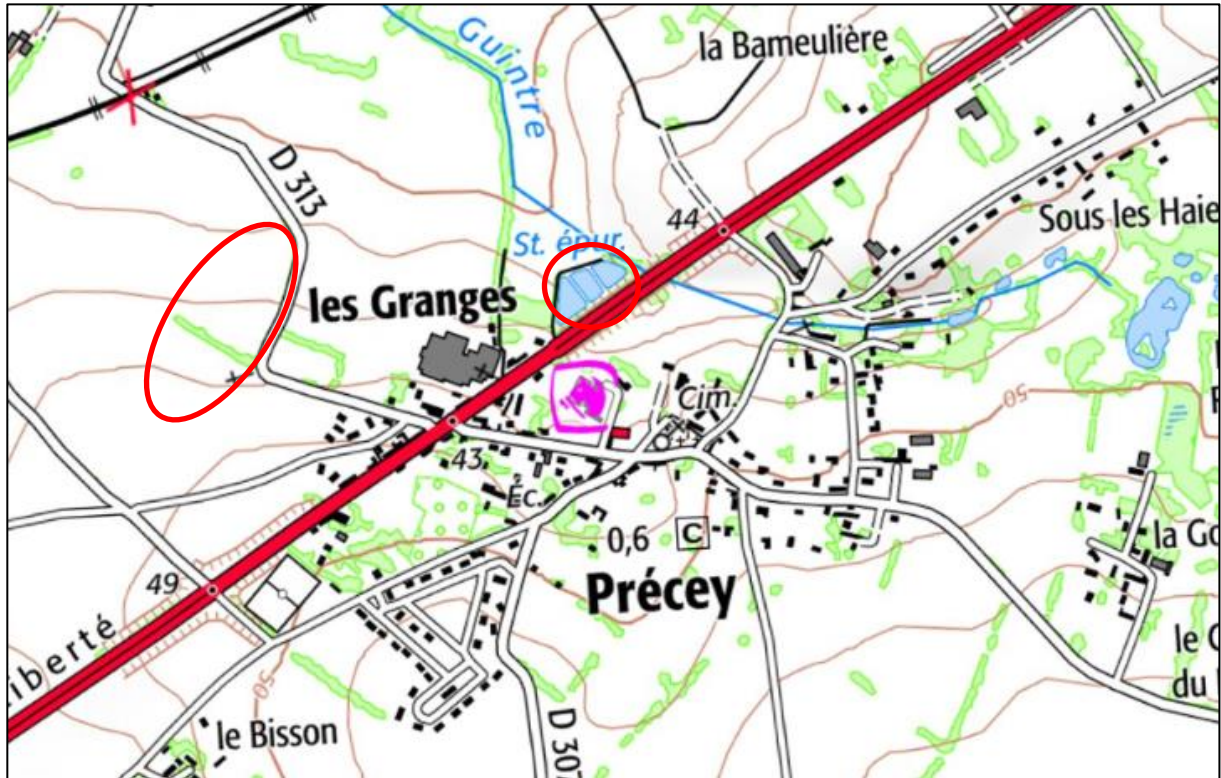 Guintre
la Bameulière
D 313
44
Sous les Haie
St. épur.
les Granges
Cim.
50
43
Éc.
0,6 C
la Go
Précey
49
iberté
le C
du
50
le Bisson
D 307